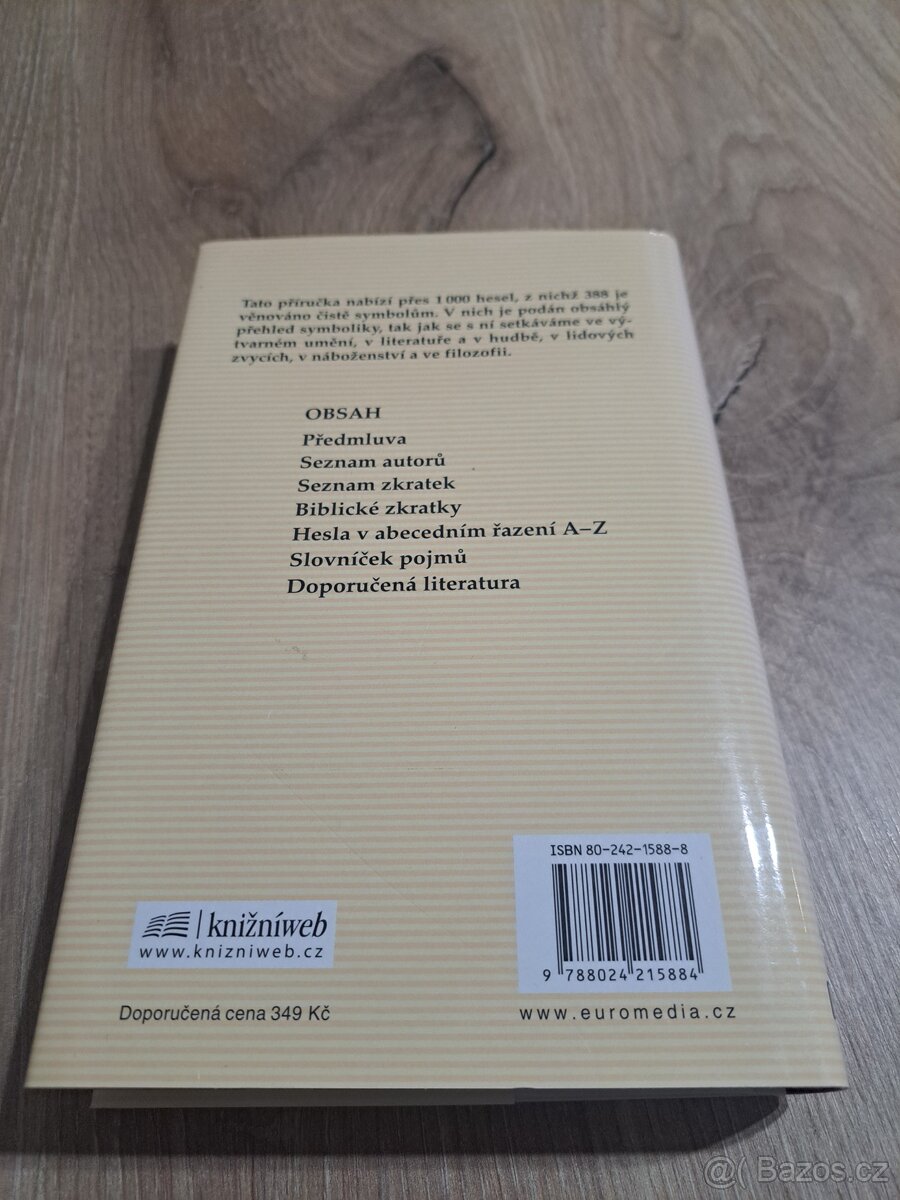 Tato příručka nabízí přes 1 000 hesel, z nichž 388 je
věnováno čistě symbolům. V nich je podán obsáhlý
přehled symboliky, tak jak se s ní setkáváme ve vý-
tvarném umění, v literatuře a v hudbě, v lidových
zvycích, v náboženství a ve filozofii.
OBSAH
Předmluva
Seznam autorů
Seznam zkratek
Biblické zkratky
Hesla v abecedním řazení A–Z
Slovníček pojmů
Doporučená literatura
ISBN 80-242-1588-8
9 788024 215884
knižníweb
www.knizniweb.cz
Doporučená cena 349 Kč
www.euromedia.cz
@( Bazos.cz